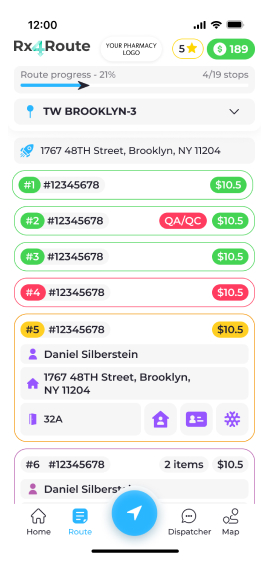 12:00
Rx4Route
YOUR PHARMACY
LOGO
5
$ 189
Route progress - 21%
4/19 stops
TW BROOKLYN-3
1767 48TH Street, Brooklyn, NY 11204
#1 #12345678 $10.5
#2 #12345678 QA/QC $10.5
#3 #12345678 $10.5
#4 #12345678 $10.5
#5 #12345678 $10.5
Daniel Silberstein
1767 48TH Street, Brooklyn,
NY 11204
32A
#6 #12345678 2 items $10.5
Daniel Silberst
Home Route Dispatcher Map